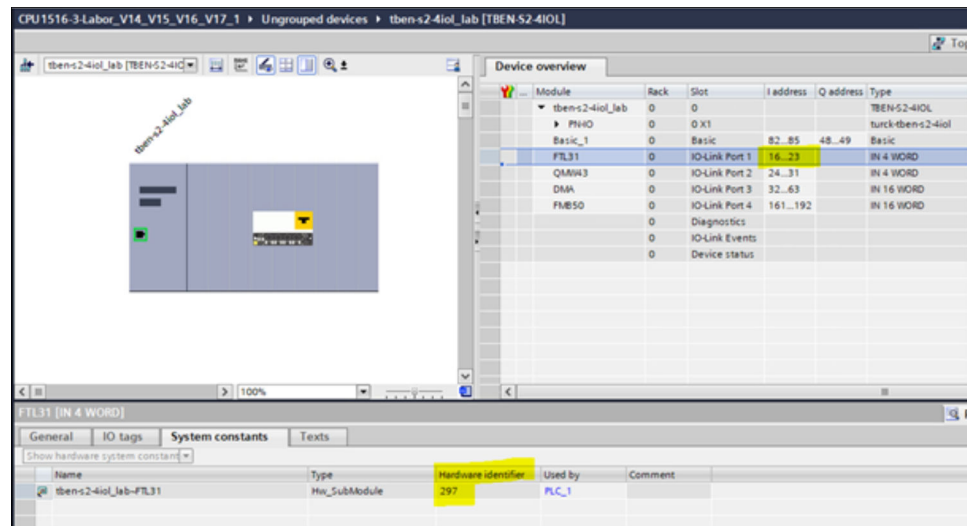 CPU1516-3-Labor_V14_V15_V16_V17_1 ▸ Ungrouped devices ▸ tben-s2-4iol_lab [TBEN-S2-4IOL]
Top
tben-s2-4iol_lab [TBEN-S2-4IO
Device overview
... Module Rack Slot I address Q address Type
tben-s2-4iol_lab 0 0 TBEN-S2-4IOL
PN-IO 0 0 X1 turck-tben-s2-4iol
Basic_1 0 Basic 82...85 48...49 Basic
FTL31 0 IO-Link Port 1 16...23 IN 4 WORD
QMW43 0 IO-Link Port 2 24...31 IN 4 WORD
DMA 0 IO-Link Port 3 32...63 IN 16 WORD
FMB50 0 IO-Link Port 4 161...192 IN 16 WORD
0 Diagnostics
0 IO-Link Events
0 Device status
tben-s2-4iol_lab
100%
FTL31 [IN 4 WORD]
General IO tags System constants Texts
Show hardware system constant
Name Type Hardware identifier Used by Comment
tben-s2-4iol_lab~FTL31 Hw_SubModule 297 PLC_1